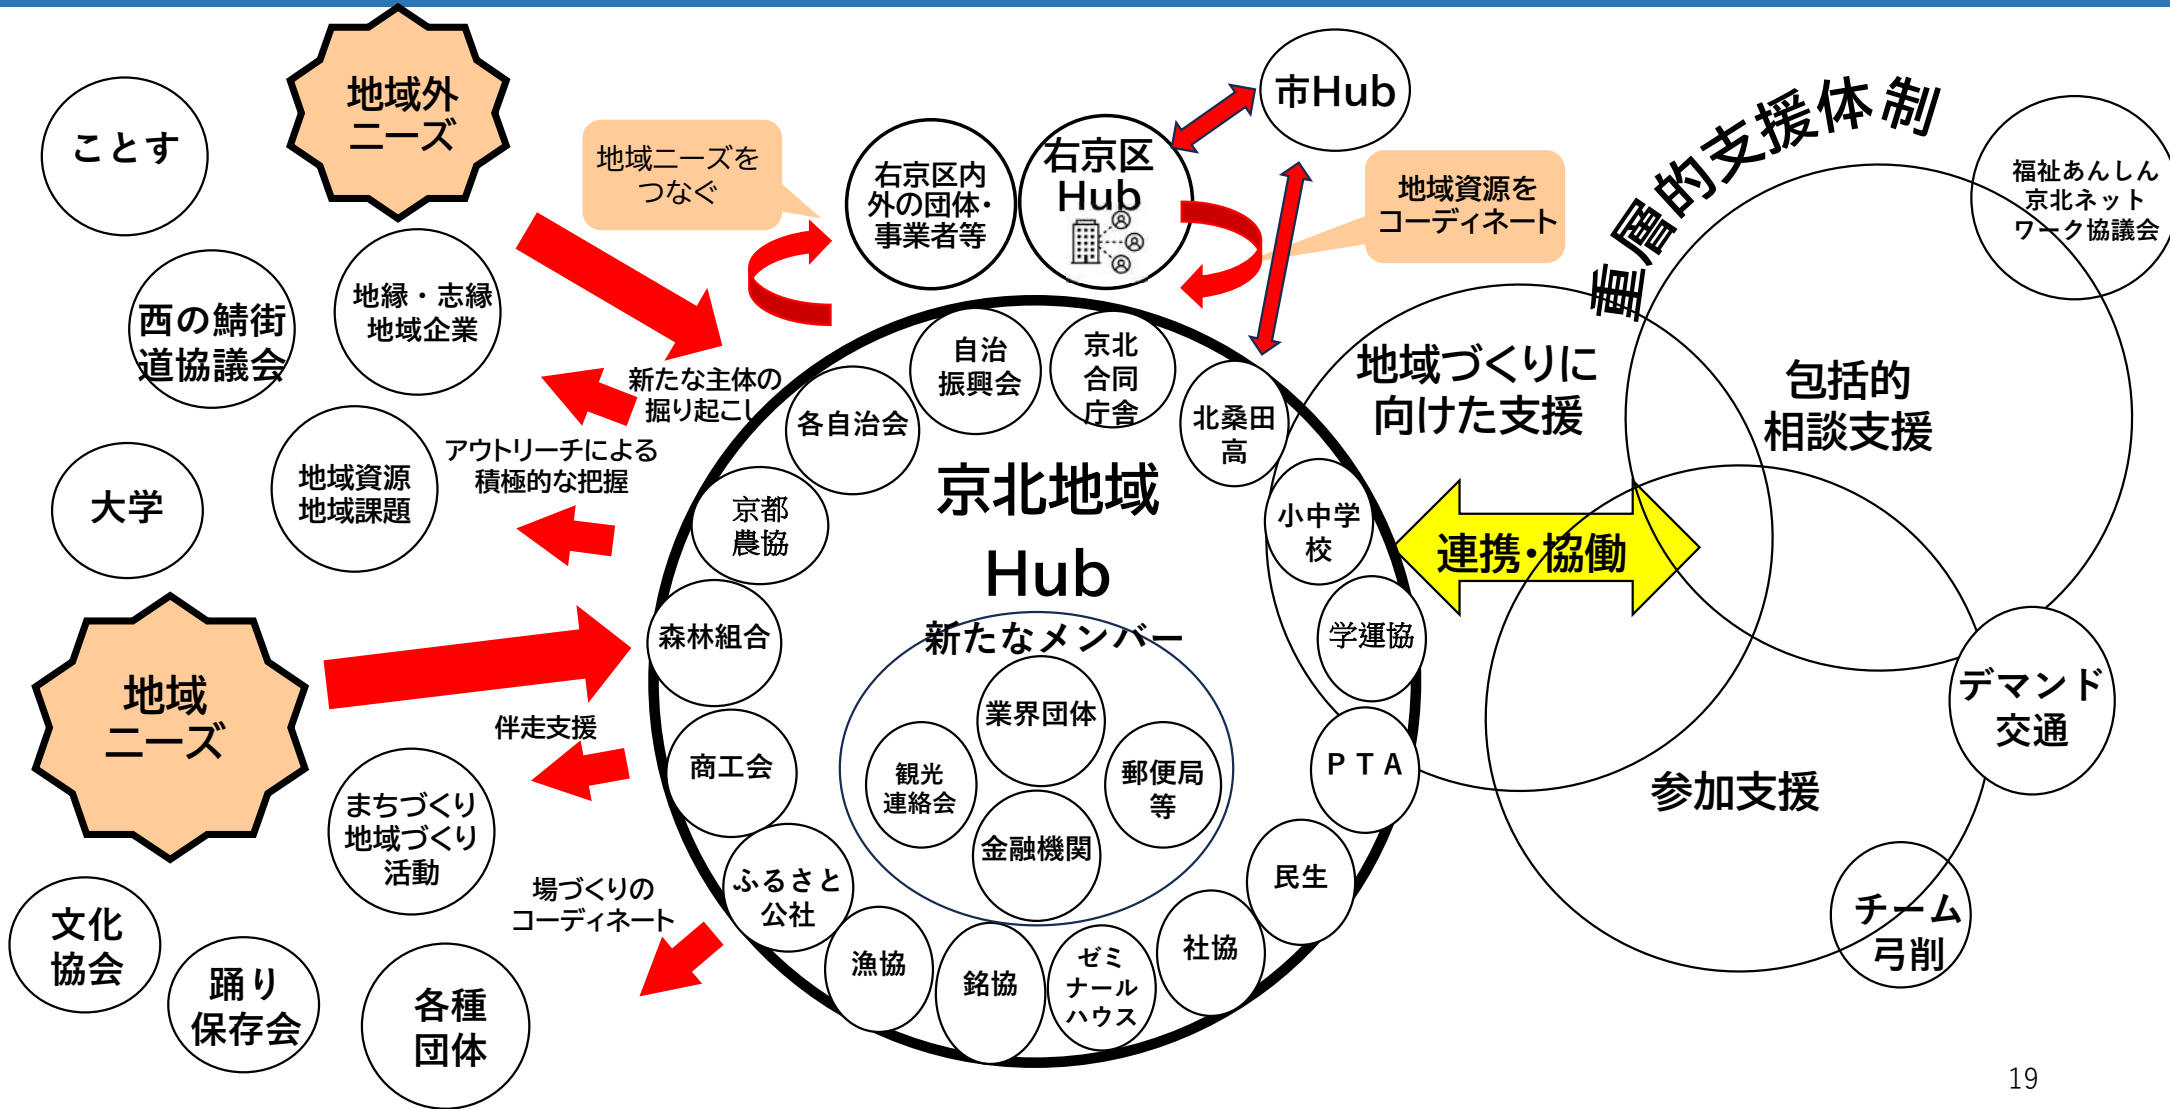 地域外
ニーズ
ことす
西の鯖街
道協議会
地縁・志縁
地域企業
大学
地域資源
地域課題
地域
ニーズ
まちづくり
地域づくり
活動
文化
協会
踊り
保存会
各種
団体
地域ニーズを
つなぐ
新たな主体の
掘り起こし
アウトリーチによる
積極的な把握
伴走支援
場づくりの
コーディネート
右京区内
外の団体・
事業者等
右京区
Hub
市Hub
地域資源を
コーディネート
京北地域
Hub
新たなメンバー
業界団体
観光
連絡会
郵便局
等
金融機関
自治
振興会
京北
合同
庁舎
各自治会
北桑田
高
京都
農協
小中学
校
森林組合
学運協
商工会
ＰＴＡ
ふるさと
公社
民生
漁協
銘協
ゼミ
ナール
ハウス
社協
重層的支援体制
地域づくりに
向けた支援
包括的
相談支援
連携・協働
参加支援
福祉あんしん
京北ネット
ワーク協議会
デマンド
交通
チーム
弓削
19